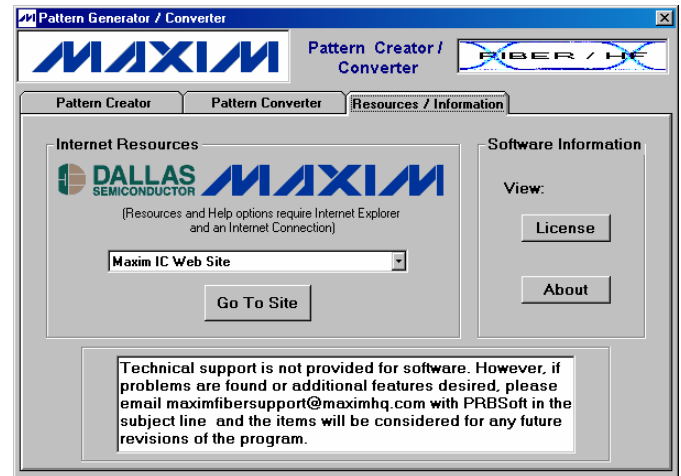 Pattern Generator / Converter
MAXIM
Pattern Creator /
Converter
FIBER / HF
Pattern Creator
Pattern Converter
Resources / Information
Internet Resources
DALLAS
SEMICONDUCTOR
MAXIM
(Resources and Help options require Internet Explorer
and an Internet Connection)
Maxim IC Web Site
Go To Site
Software Information
View:
License
About
Technical support is not provided for software. However, if
problems are found or additional features desired, please
email maximfibersupport@maximhq.com with PRBSoft in the
subject line and the items will be considered for any future
revisions of the program.